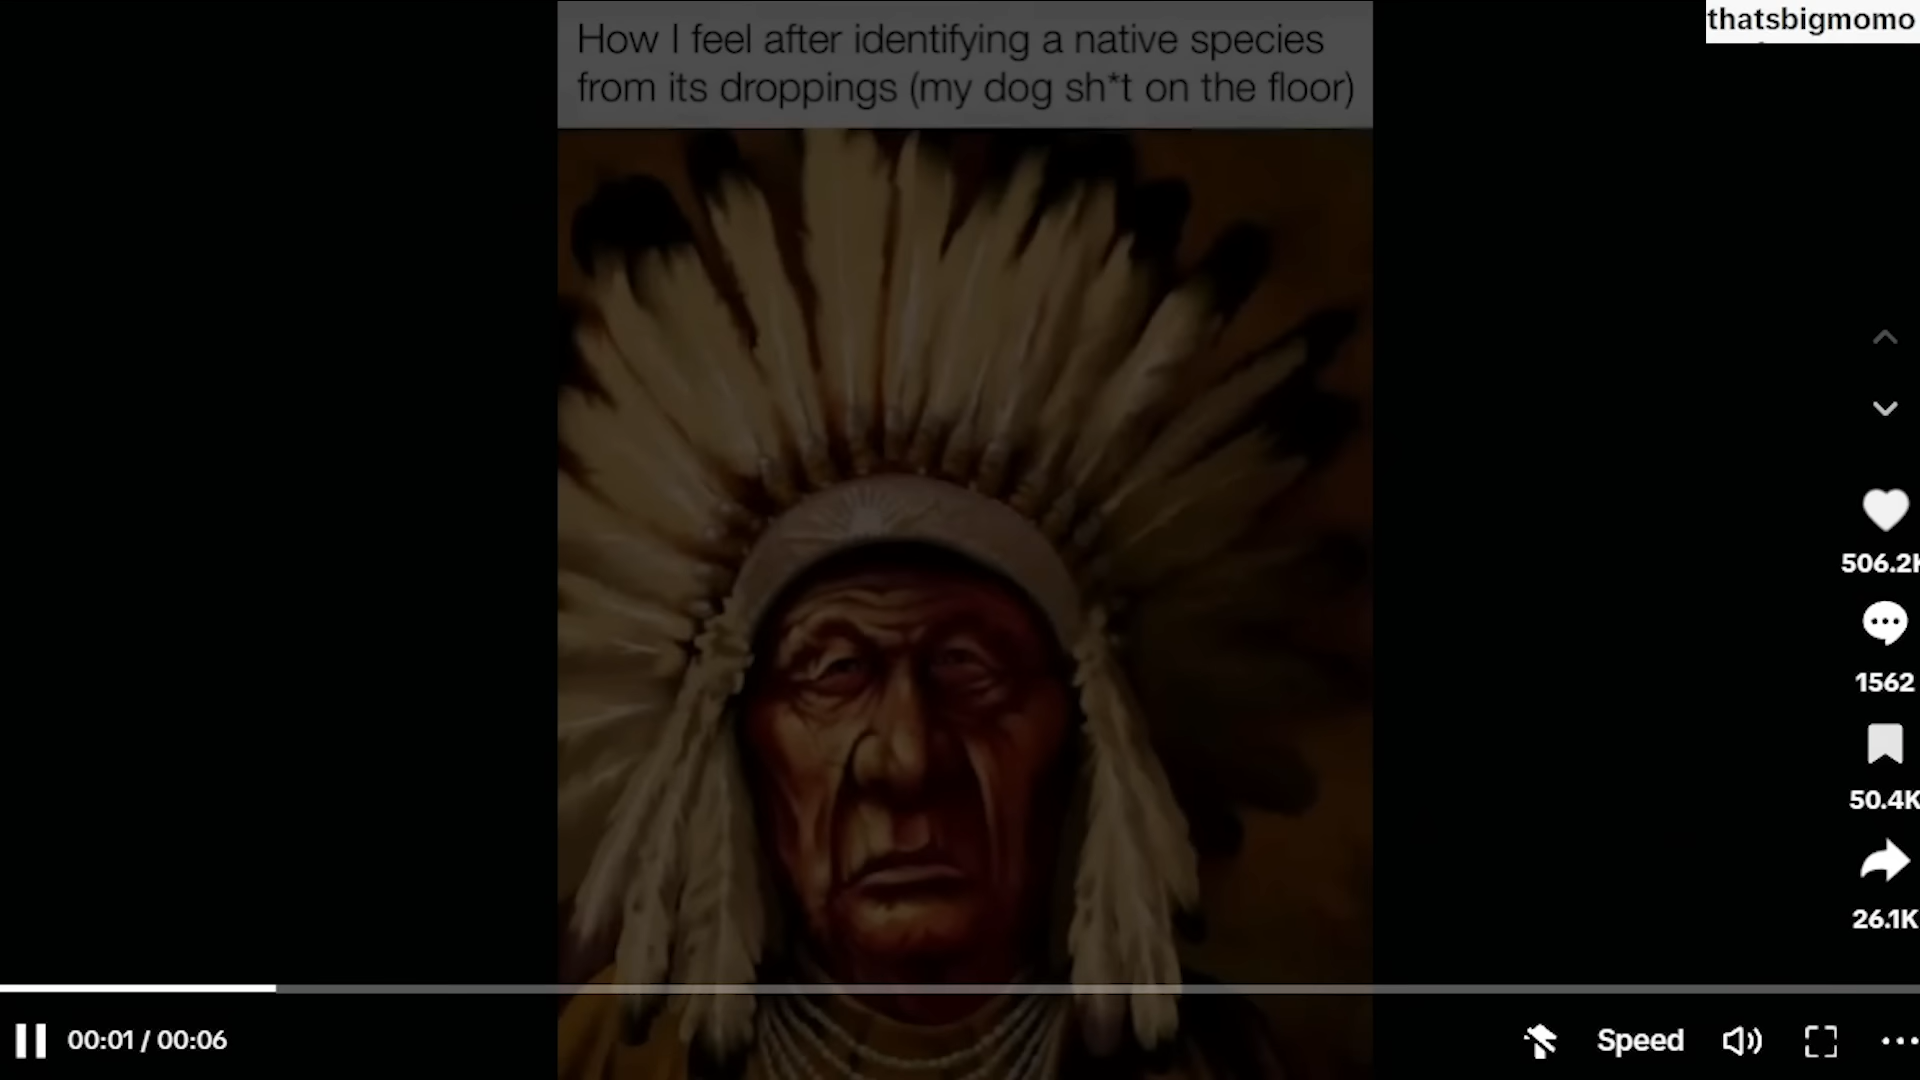 thatsbigmomo
How I feel after identifying a native species
from its droppings (my dog sh*t on the floor)
506.2K
1562
50.4K
26.1K
00:01 / 00:06
Speed